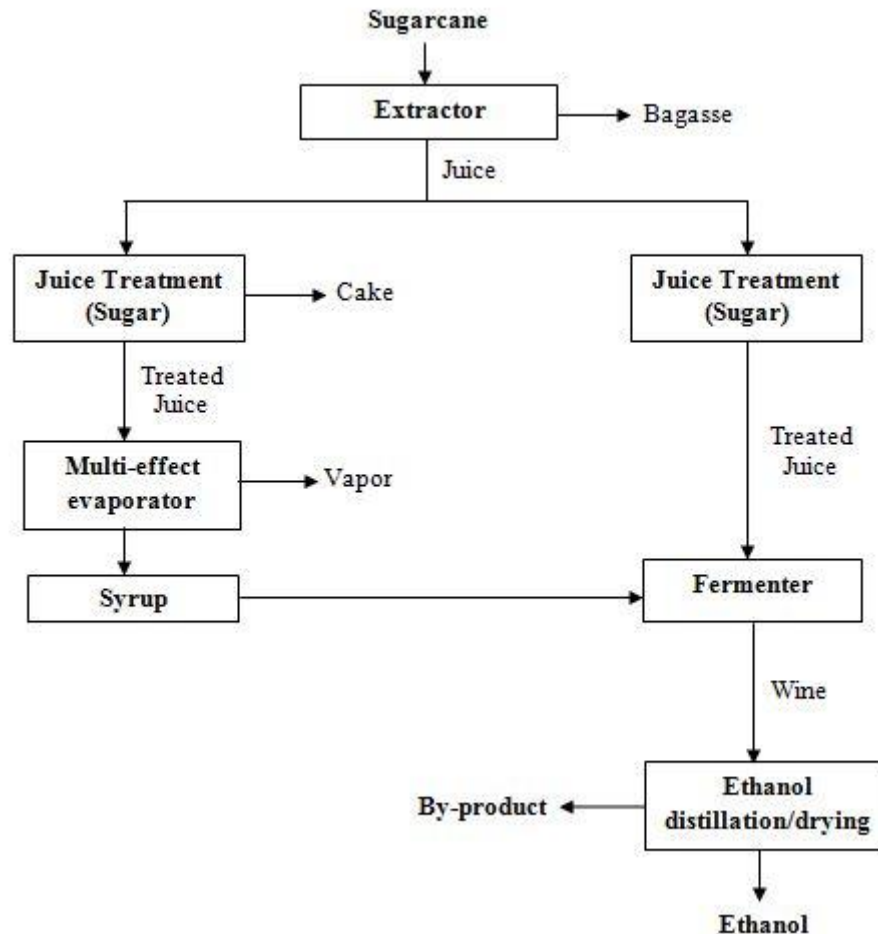 Sugarcane
Extractor
Bagasse
Juice
Juice Treatment
(Sugar)
Cake
Juice Treatment
(Sugar)
Treated
Juice
Treated
Juice
Multi-effect
evaporator
Vapor
Syrup
Fermenter
Wine
By-product
Ethanol
distillation/drying
Ethanol